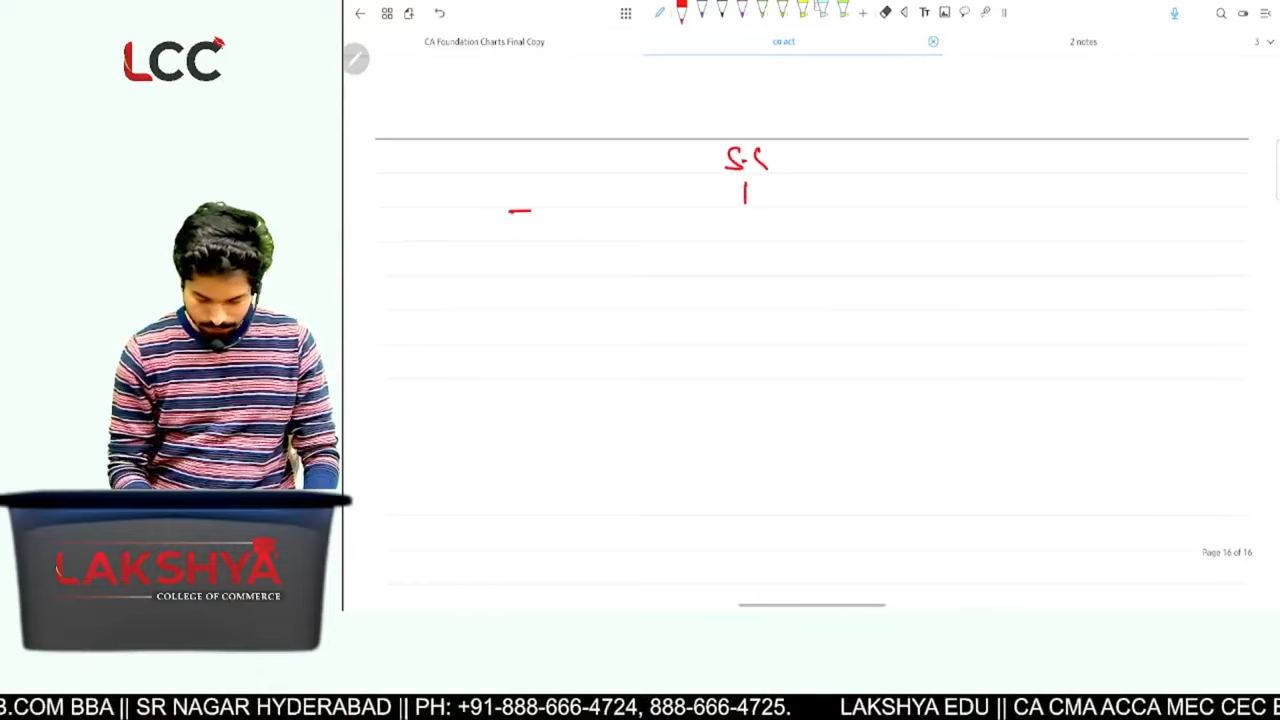 LCC
CA Foundation Charts Final Copy
co act
2 notes
3
S.C
Page 16 of 16
LAKSHYA
COLLEGE OF COMMERCE
B.COM BBA || SR NAGAR HYDERABAD || PH: +91-888-666-4724, 888-666-4725. LAKSHYA EDU || CA CMA ACCA MEC CEC